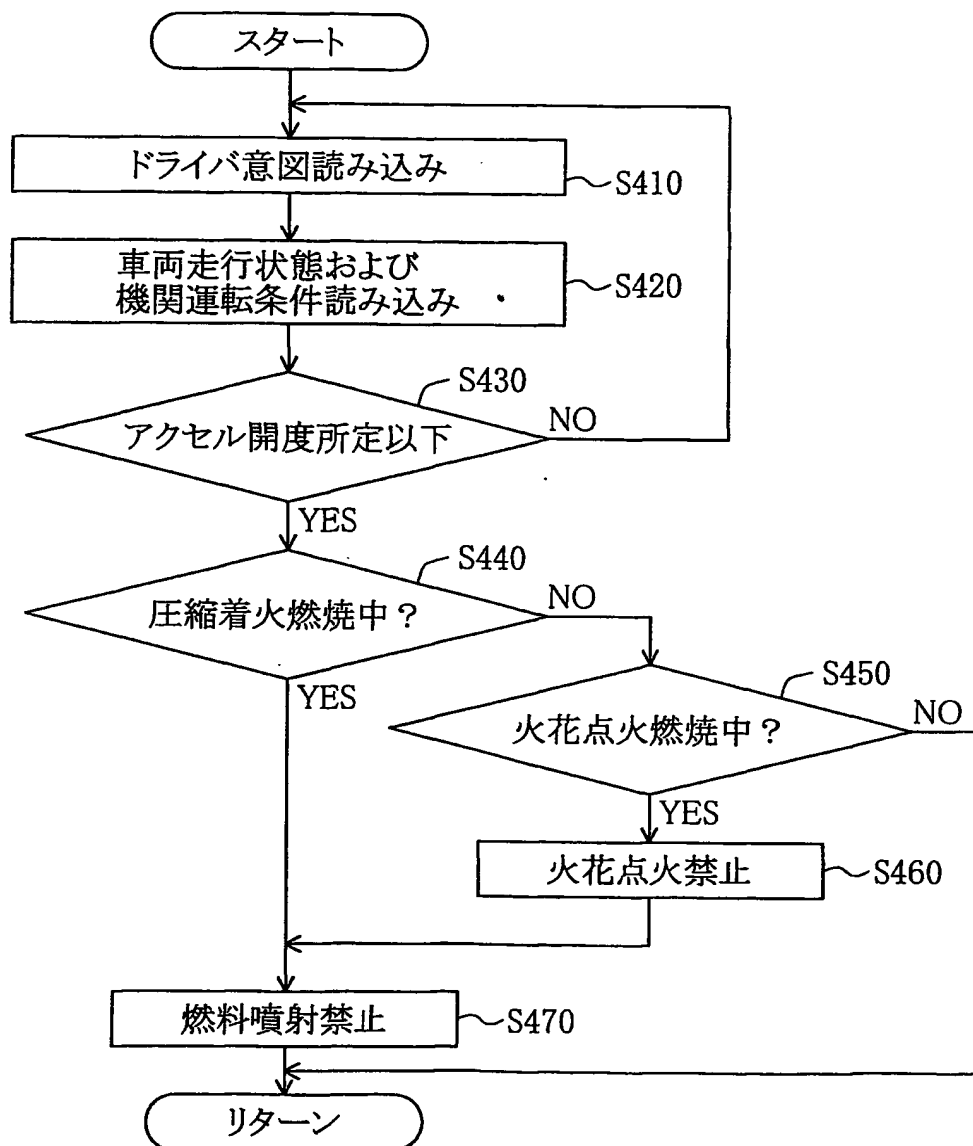 スタート
ドライバ意図読み込み
S410
車両走行状態および
機関運転条件読み込み
S420
S430
アクセル開度所定以下
NO
YES
S440
圧縮着火燃焼中？
NO
YES
S450
火花点火燃焼中？
NO
YES
火花点火禁止
S460
燃料噴射禁止
S470
リターン